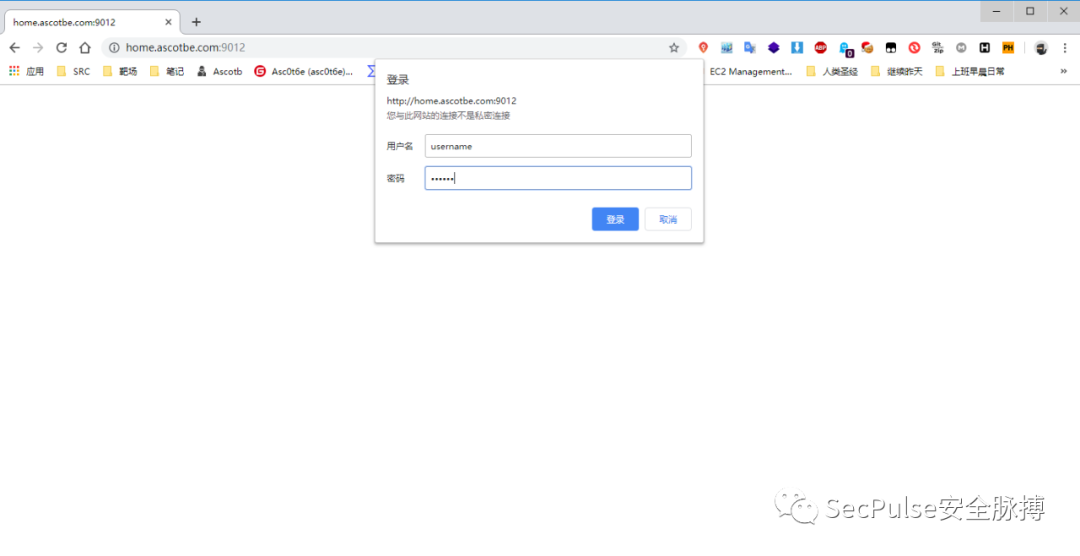 home.ascotbe.com:9012
home.ascotbe.com:9012
ABP
0
PH
应用 SRC 靶场 笔记 Ascotb Asc0t6e (asc0t6e)... EC2 Management... 人类圣经 继续昨天 上班早晨日常 »
登录
http://home.ascotbe.com:9012
您与此网站的连接不是私密连接
用户名 username
密码 ••••••
登录 取消
SecPulse安全脉搏